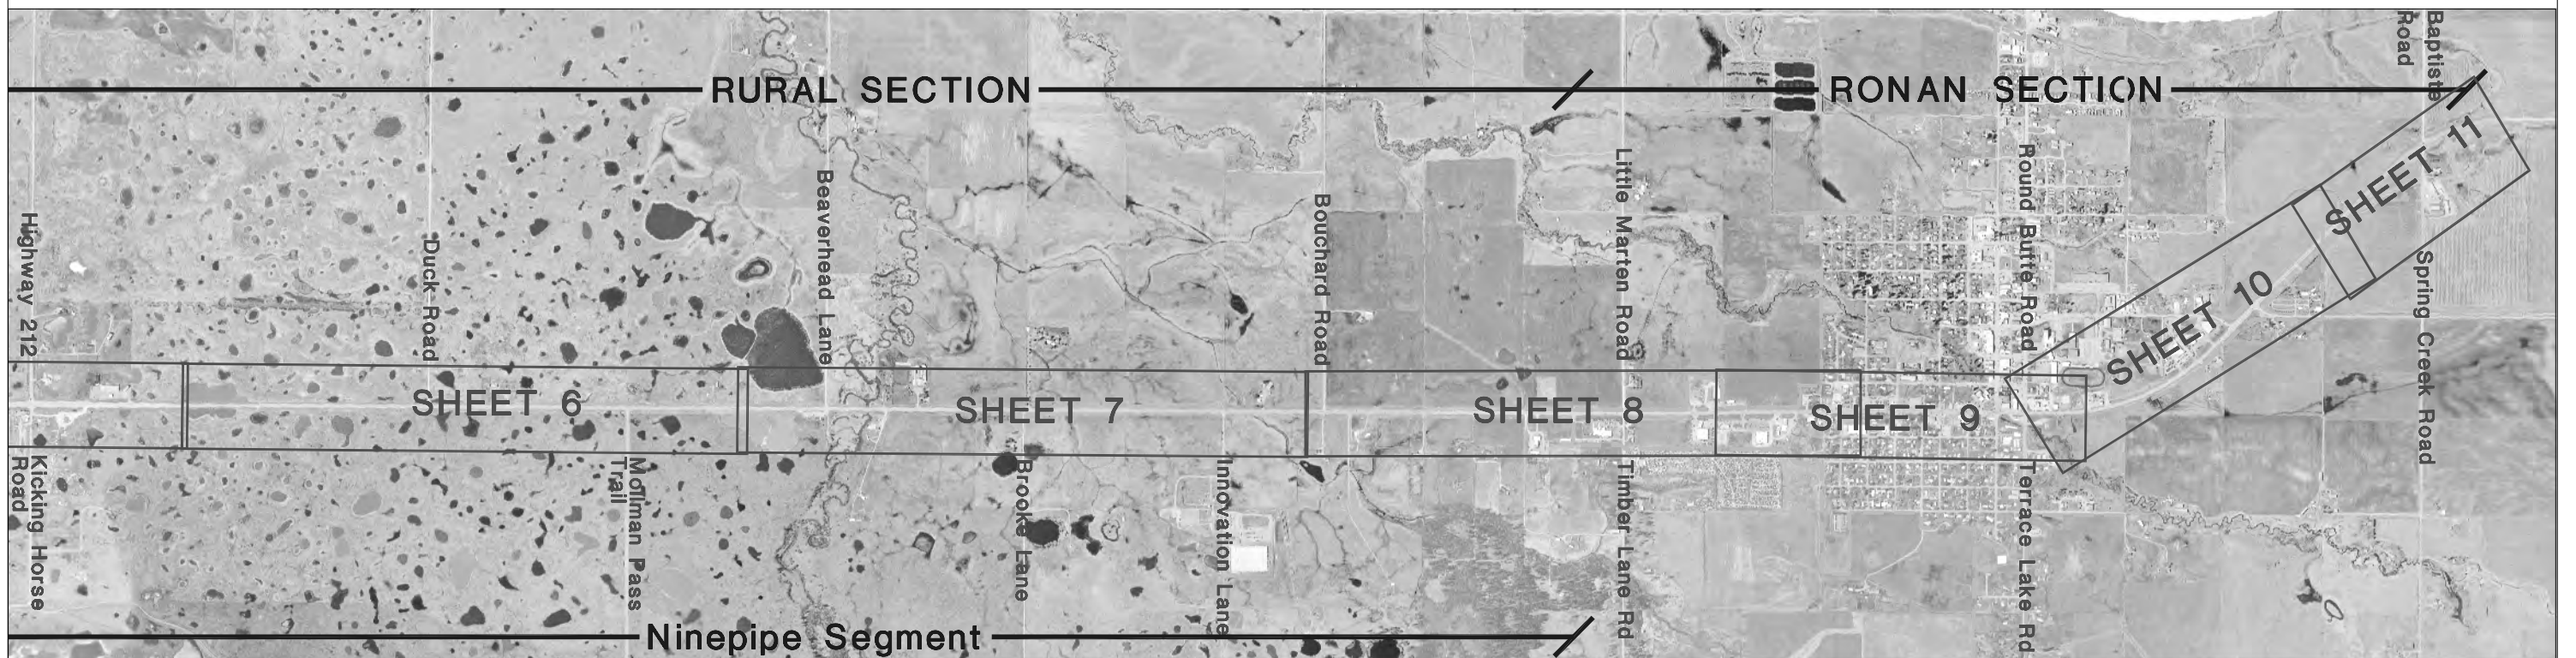 RURAL SECTION
RONAN SECTION
Baptiste
Road
Highway 212
Duck Road
Beaverhead Lane
Bouchard Road
Little Marten Road
Round Butte Road
Spring Creek Road
SHEET 6
SHEET 7
SHEET 8
SHEET 9
SHEET 10
SHEET 11
Kicking Horse
Road
Mollman Pass
Trail
Brooke Lane
Innovation Lane
Timber Lane Rd
Terrace Lake Rd
Ninepipe Segment